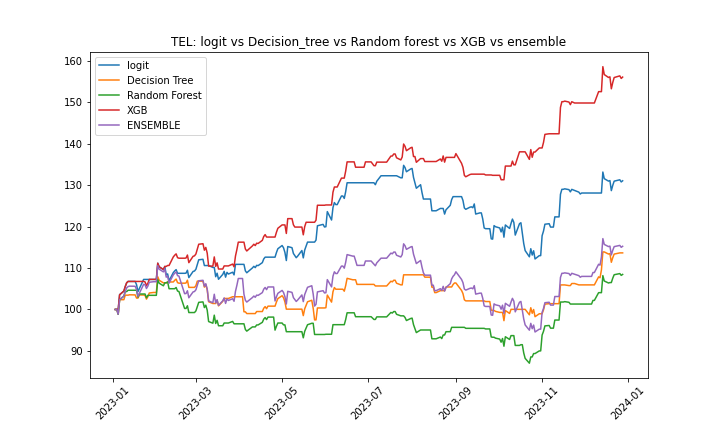 TEL: logit vs Decision_tree vs Random forest vs XGB vs ensemble
logit
Decision Tree
Random Forest
XGB
ENSEMBLE
160
150
140
130
120
110
100
90
2023-01
2023-03
2023-05
2023-07
2023-09
2023-11
2024-01